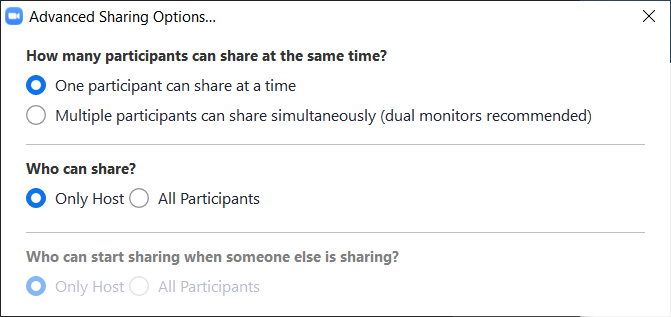 Advanced Sharing Options...
How many participants can share at the same time?
One participant can share at a time
Multiple participants can share simultaneously (dual monitors recommended)
Who can share?
Only Host All Participants
Who can start sharing when someone else is sharing?
Only Host All Participants